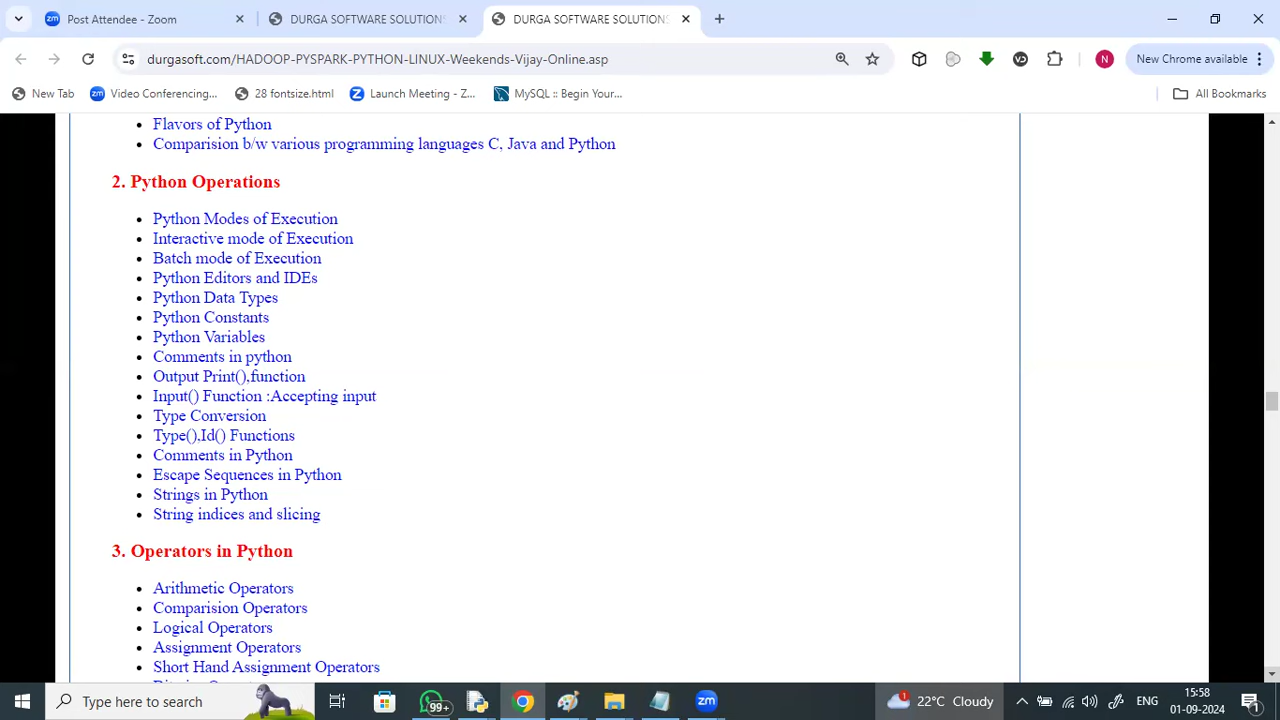 Post Attendee - Zoom
DURGA SOFTWARE SOLUTIONS
DURGA SOFTWARE SOLUTIONS
durgasoft.com/HADOOP-PYSPARK-PYTHON-LINUX-Weekends-Vijay-Online.asp
N
New Chrome available
New Tab
Video Conferencing...
28 fontsize.html
Launch Meeting - Z...
MySQL :: Begin Your...
All Bookmarks
Flavors of Python
Comparision b/w various programming languages C, Java and Python
2. Python Operations
Python Modes of Execution
Interactive mode of Execution
Batch mode of Execution
Python Editors and IDEs
Python Data Types
Python Constants
Python Variables
Comments in python
Output Print(),function
Input() Function :Accepting input
Type Conversion
Type(),Id() Functions
Comments in Python
Escape Sequences in Python
Strings in Python
String indices and slicing
3. Operators in Python
Arithmetic Operators
Comparision Operators
Logical Operators
Assignment Operators
Short Hand Assignment Operators
Type here to search
99+
22°C Cloudy
ENG
15:58
01-09-2024